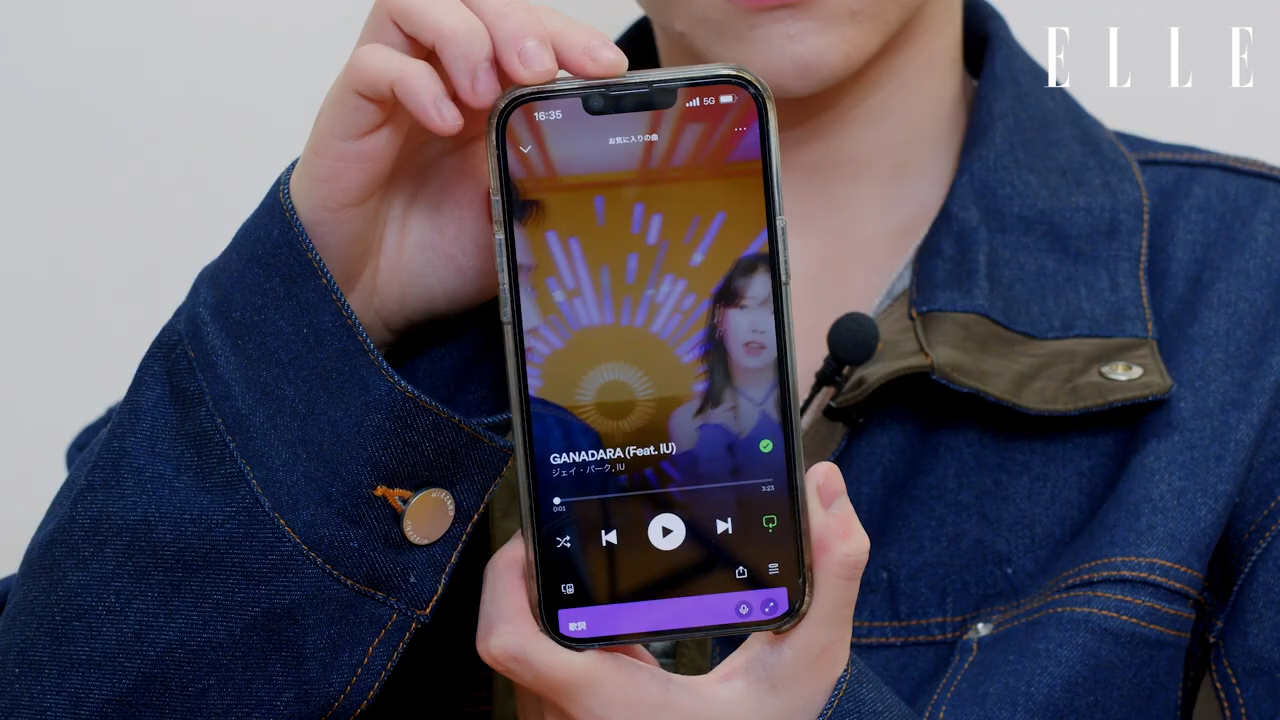 ELLE
16:35
5G
お気に入りの曲
GANADARA (Feat. IU)
ジェイ・パーク, IU
0:01
3:23
歌詞